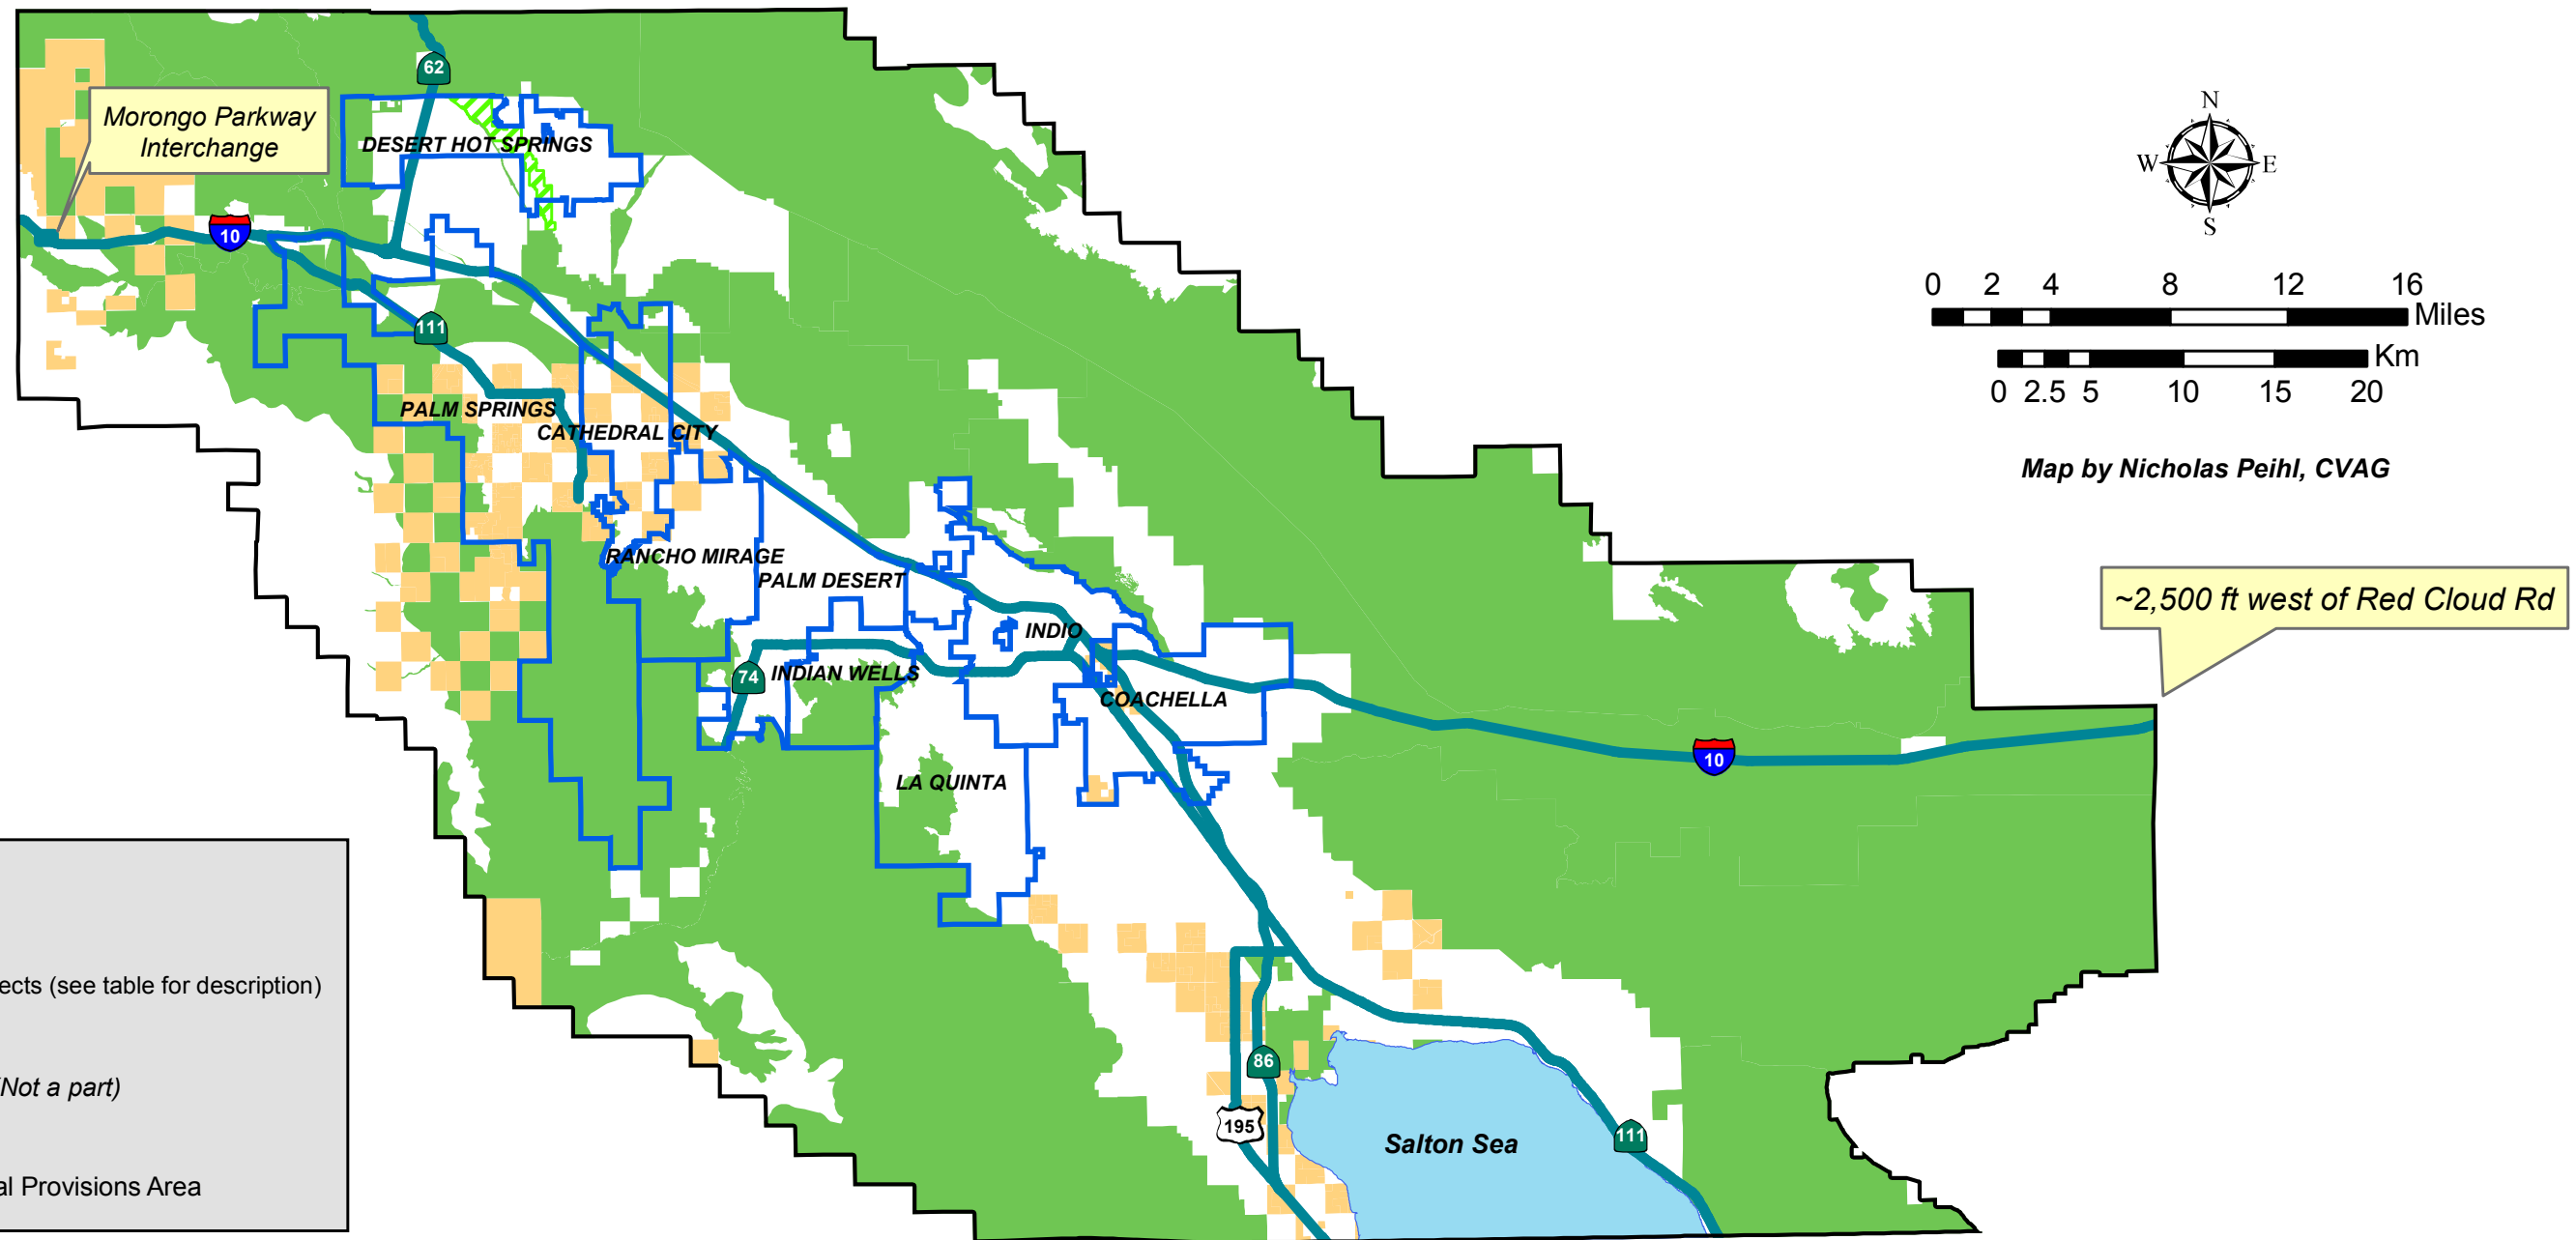 62
Morongo Parkway
Interchange
DESERT HOT SPRINGS
10
111
PALM SPRINGS
CATHEDRAL CITY
RANCHO MIRAGE
PALM DESERT
INDIO
74
INDIAN WELLS
COACHELLA
LA QUINTA
10
86
195
Salton Sea
111
N
W E
S
0 2 4 8 12 16
Miles
Km
0 2.5 5 10 15 20
Map by Nicholas Peihl, CVAG
~2,500 ft west of Red Cloud Rd
ects (see table for description)
Not a part)
al Provisions Area